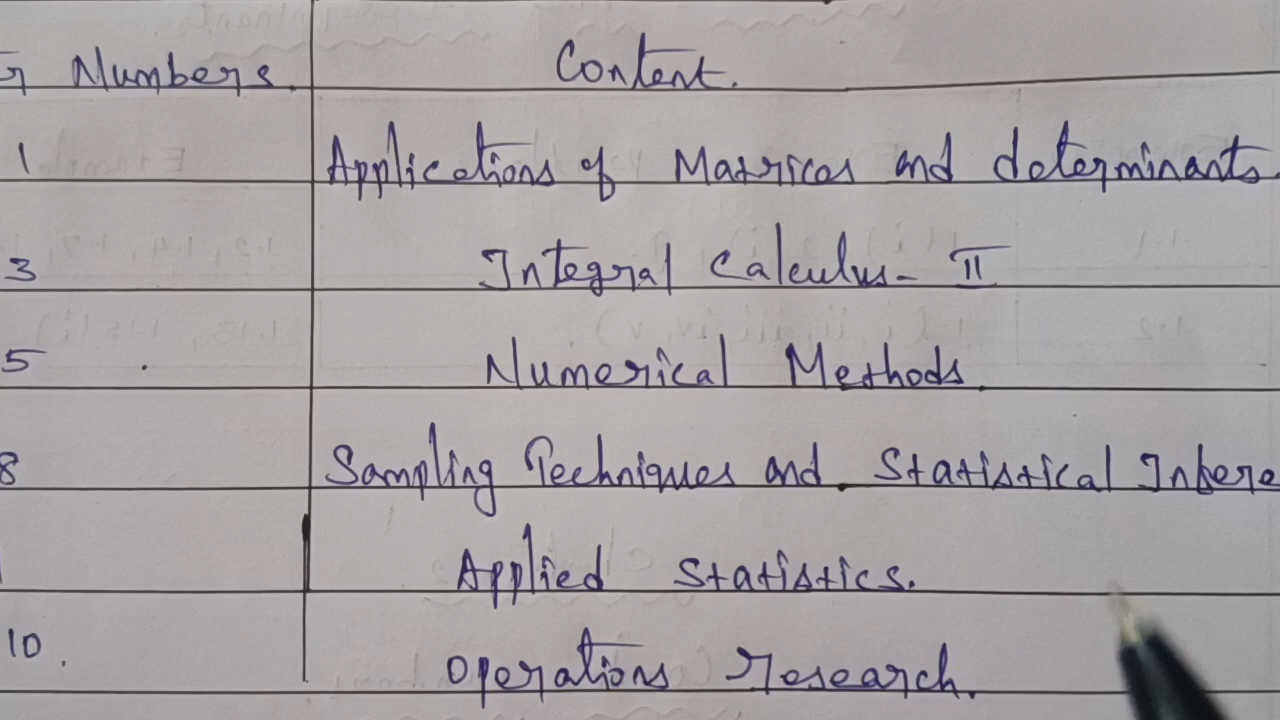 Numbers. Content.
1 Applications of Matrices and determinants
3 Integral Calculus - II
5 Numerical Methods.
8 Sampling Techniques and Statistical Infere
Applied Statistics.
10. Operations research.